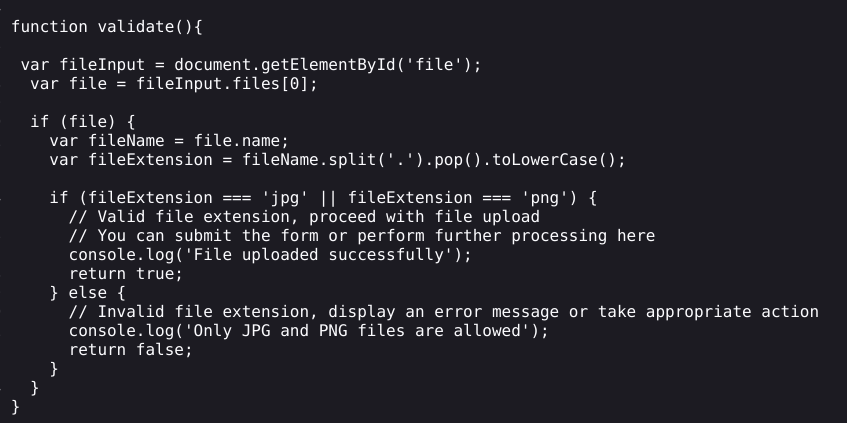 function validate(){
var fileInput = document.getElementById('file');
var file = fileInput.files[0];
if (file) {
var fileName = file.name;
var fileExtension = fileName.split('.').pop().toLowerCase();
if (fileExtension === 'jpg' || fileExtension === 'png') {
// Valid file extension, proceed with file upload
// You can submit the form or perform further processing here
console.log('File uploaded successfully');
return true;
} else {
// Invalid file extension, display an error message or take appropriate action
console.log('Only JPG and PNG files are allowed');
return false;
}
}
}